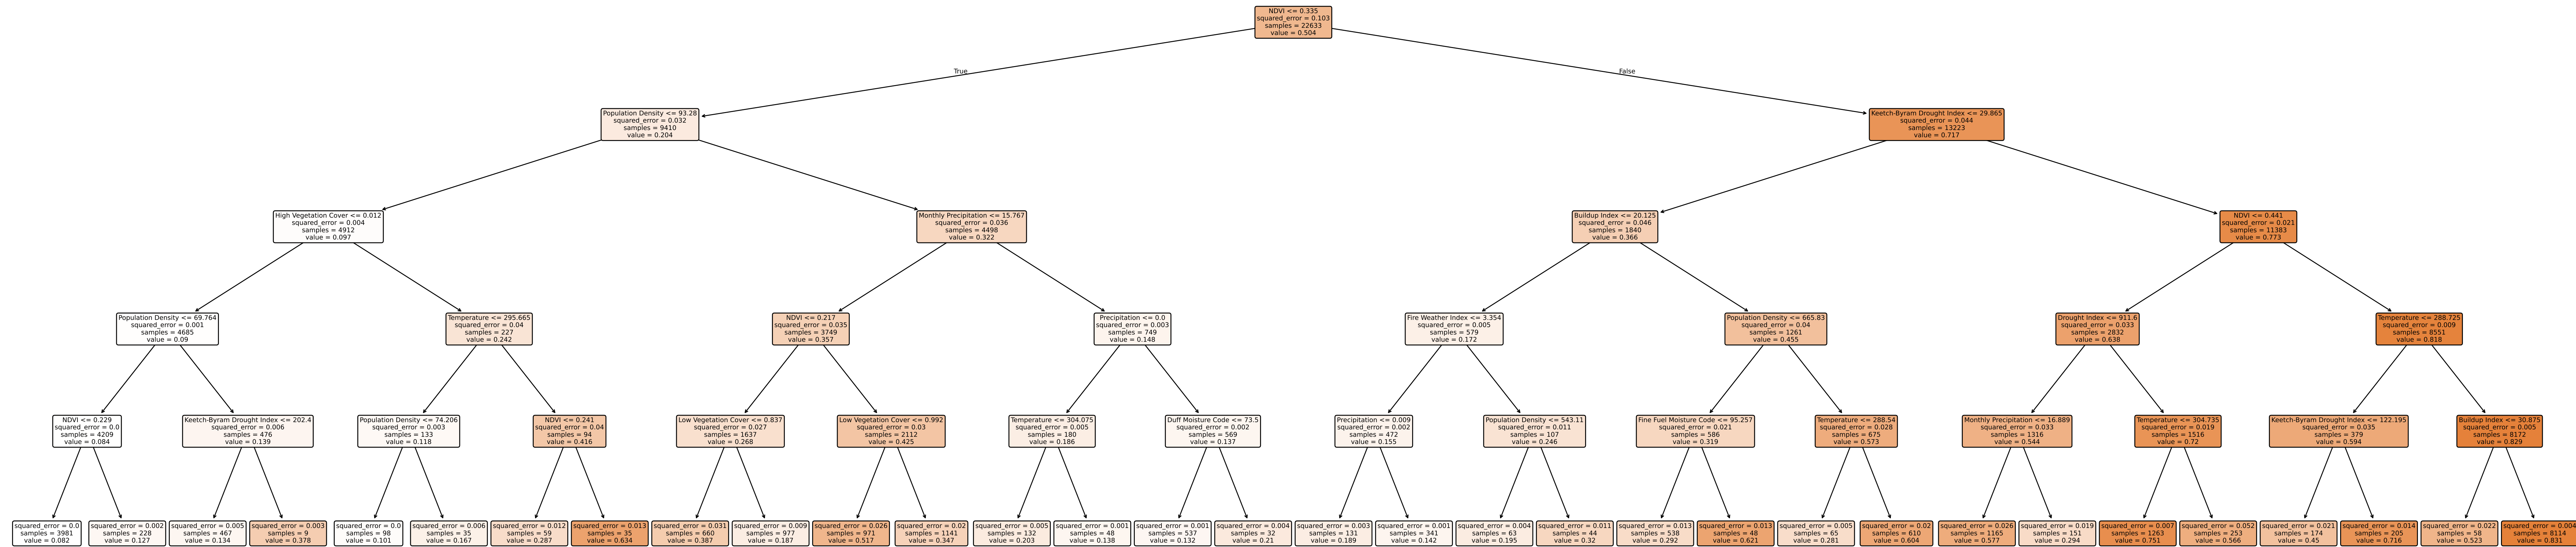 NDVI <= 0.335
squared_error = 0.103
samples = 22633
value = 0.504
True
False
Population Density <= 93.28
squared_error = 0.032
samples = 9410
value = 0.204
Keetch-Byram Drought Index <= 29.865
squared_error = 0.044
samples = 13223
value = 0.717
High Vegetation Cover <= 0.012
squared_error = 0.004
samples = 4912
value = 0.097
Monthly Precipitation <= 15.767
squared_error = 0.036
samples = 4498
value = 0.322
Buildup Index <= 20.125
squared_error = 0.046
samples = 1840
value = 0.366
NDVI <= 0.441
squared_error = 0.021
samples = 11383
value = 0.773
Population Density <= 69.764
squared_error = 0.001
samples = 4685
value = 0.09
Temperature <= 295.665
squared_error = 0.04
samples = 227
value = 0.242
NDVI <= 0.217
squared_error = 0.035
samples = 3749
value = 0.357
Precipitation <= 0.0
squared_error = 0.003
samples = 749
value = 0.148
Fire Weather Index <= 3.354
squared_error = 0.005
samples = 579
value = 0.172
Population Density <= 665.83
squared_error = 0.04
samples = 1261
value = 0.455
Drought Index <= 911.6
squared_error = 0.033
samples = 2832
value = 0.638
Temperature <= 288.725
squared_error = 0.009
samples = 8551
value = 0.818
NDVI <= 0.229
squared_error = 0.0
samples = 4209
value = 0.084
Keetch-Byram Drought Index <= 202.4
squared_error = 0.006
samples = 476
value = 0.139
Population Density <= 74.206
squared_error = 0.003
samples = 133
value = 0.118
NDVI <= 0.241
squared_error = 0.04
samples = 94
value = 0.416
Low Vegetation Cover <= 0.837
squared_error = 0.027
samples = 1637
value = 0.268
Low Vegetation Cover <= 0.992
squared_error = 0.03
samples = 2112
value = 0.425
Temperature <= 304.075
squared_error = 0.005
samples = 180
value = 0.186
Duff Moisture Code <= 73.5
squared_error = 0.002
samples = 569
value = 0.137
Precipitation <= 0.009
squared_error = 0.002
samples = 472
value = 0.155
Population Density <= 543.11
squared_error = 0.011
samples = 107
value = 0.246
Fine Fuel Moisture Code <= 95.257
squared_error = 0.021
samples = 586
value = 0.319
Temperature <= 288.54
squared_error = 0.028
samples = 675
value = 0.573
Monthly Precipitation <= 16.889
squared_error = 0.033
samples = 1316
value = 0.544
Temperature <= 304.735
squared_error = 0.019
samples = 1516
value = 0.72
Keetch-Byram Drought Index <= 122.195
squared_error = 0.035
samples = 379
value = 0.594
Buildup Index <= 30.875
squared_error = 0.005
samples = 8172
value = 0.829
squared_error = 0.0
samples = 3981
value = 0.082
squared_error = 0.002
samples = 228
value = 0.127
squared_error = 0.005
samples = 467
value = 0.134
squared_error = 0.003
samples = 9
value = 0.378
squared_error = 0.0
samples = 98
value = 0.101
squared_error = 0.006
samples = 35
value = 0.167
squared_error = 0.012
samples = 59
value = 0.287
squared_error = 0.013
samples = 35
value = 0.634
squared_error = 0.031
samples = 660
value = 0.387
squared_error = 0.009
samples = 977
value = 0.187
squared_error = 0.026
samples = 971
value = 0.517
squared_error = 0.02
samples = 1141
value = 0.347
squared_error = 0.005
samples = 132
value = 0.203
squared_error = 0.001
samples = 48
value = 0.138
squared_error = 0.001
samples = 537
value = 0.132
squared_error = 0.004
samples = 32
value = 0.21
squared_error = 0.003
samples = 131
value = 0.189
squared_error = 0.001
samples = 341
value = 0.142
squared_error = 0.004
samples = 63
value = 0.195
squared_error = 0.011
samples = 44
value = 0.32
squared_error = 0.013
samples = 538
value = 0.292
squared_error = 0.013
samples = 48
value = 0.621
squared_error = 0.005
samples = 65
value = 0.281
squared_error = 0.02
samples = 610
value = 0.604
squared_error = 0.026
samples = 1165
value = 0.577
squared_error = 0.019
samples = 151
value = 0.294
squared_error = 0.007
samples = 1263
value = 0.751
squared_error = 0.052
samples = 253
value = 0.566
squared_error = 0.021
samples = 174
value = 0.45
squared_error = 0.014
samples = 205
value = 0.716
squared_error = 0.022
samples = 58
value = 0.523
squared_error = 0.004
samples = 8114
value = 0.831